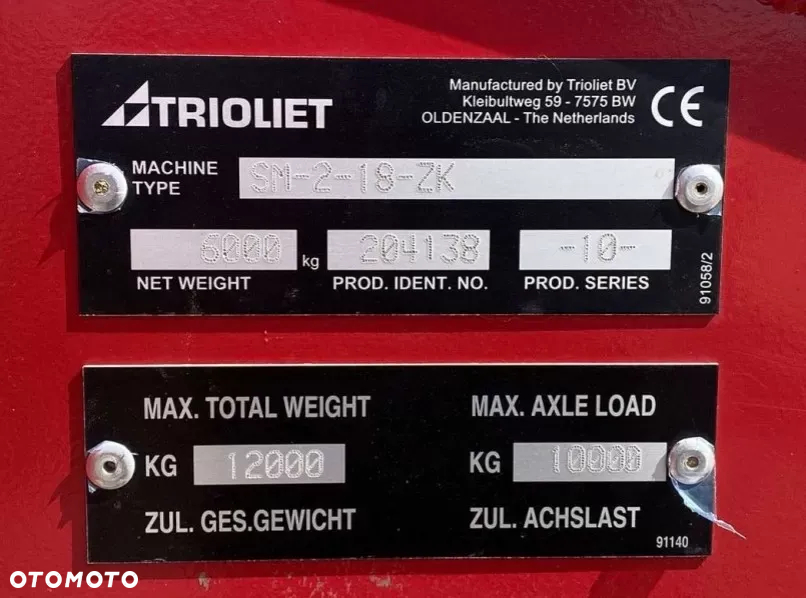 TRIOLIET
Manufactured by Trioliet BV
Kleibultweg 59 - 7575 BW
OLDENZAAL - The Netherlands
CE
MACHINE
TYPE
SM-2-18-ZK
6000 kg
204138
-10-
NET WEIGHT
PROD. IDENT. NO.
PROD. SERIES
91058/2
MAX. TOTAL WEIGHT
MAX. AXLE LOAD
KG 12000
KG 10000
ZUL. GES.GEWICHT
ZUL. ACHSLAST
91140
OTOMOTO